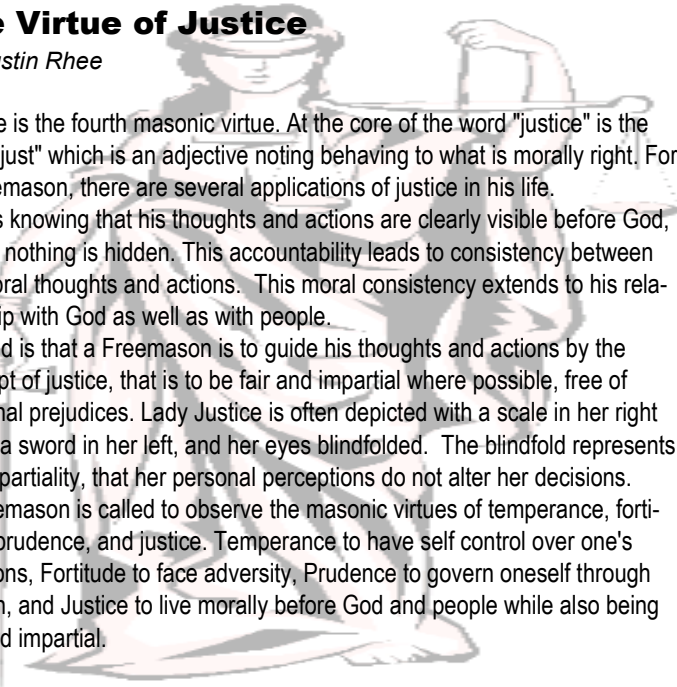 e Virtue of Justice
ustin Rhee
e is the fourth masonic virtue. At the core of the word "justice" is the
just" which is an adjective noting behaving to what is morally right. For
emason, there are several applications of justice in his life.
s knowing that his thoughts and actions are clearly visible before God,
nothing is hidden. This accountability leads to consistency between
oral thoughts and actions. This moral consistency extends to his rela-
ip with God as well as with people.
d is that a Freemason is to guide his thoughts and actions by the
pt of justice, that is to be fair and impartial where possible, free of
nal prejudices. Lady Justice is often depicted with a scale in her right
a sword in her left, and her eyes blindfolded. The blindfold represents
partiality, that her personal perceptions do not alter her decisions.
emason is called to observe the masonic virtues of temperance, forti-
prudence, and justice. Temperance to have self control over one's
ons, Fortitude to face adversity, Prudence to govern oneself through
n, and Justice to live morally before God and people while also being
d impartial.